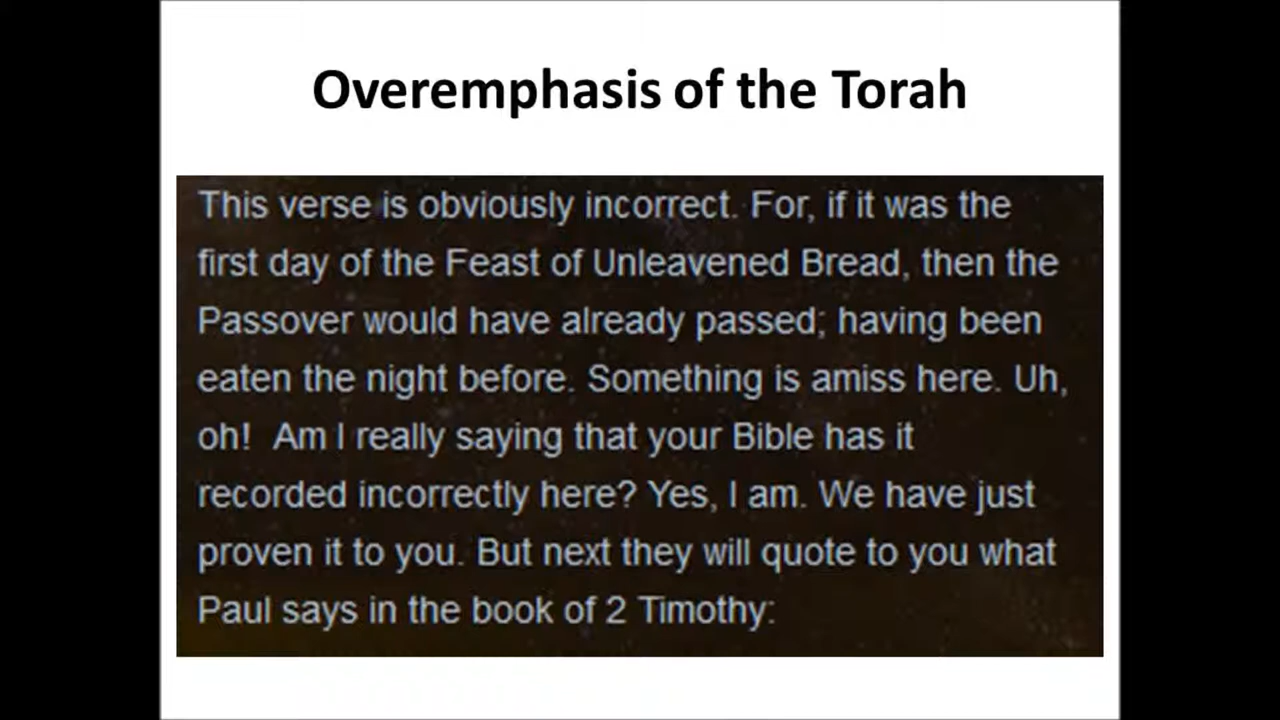 Overemphasis of the Torah
This verse is obviously incorrect. For, if it was the
first day of the Feast of Unleavened Bread, then the
Passover would have already passed; having been
eaten the night before. Something is amiss here. Uh,
oh!  Am I really saying that your Bible has it
recorded incorrectly here? Yes, I am. We have just
proven it to you. But next they will quote to you what
Paul says in the book of 2 Timothy: